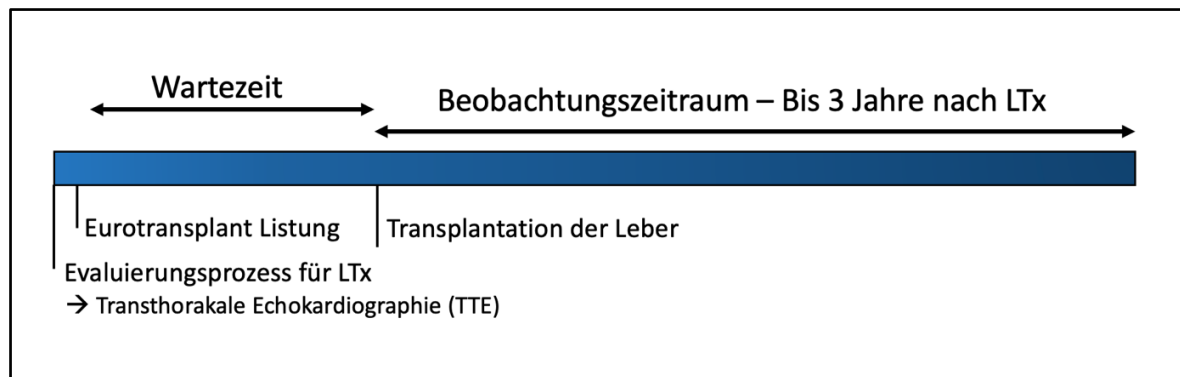 Wartezeit
Beobachtungszeitraum – Bis 3 Jahre nach LTx
Eurotransplant Listung
Transplantation der Leber
Evaluierungsprozess für LTx
→ Transthorakale Echokardiographie (TTE)